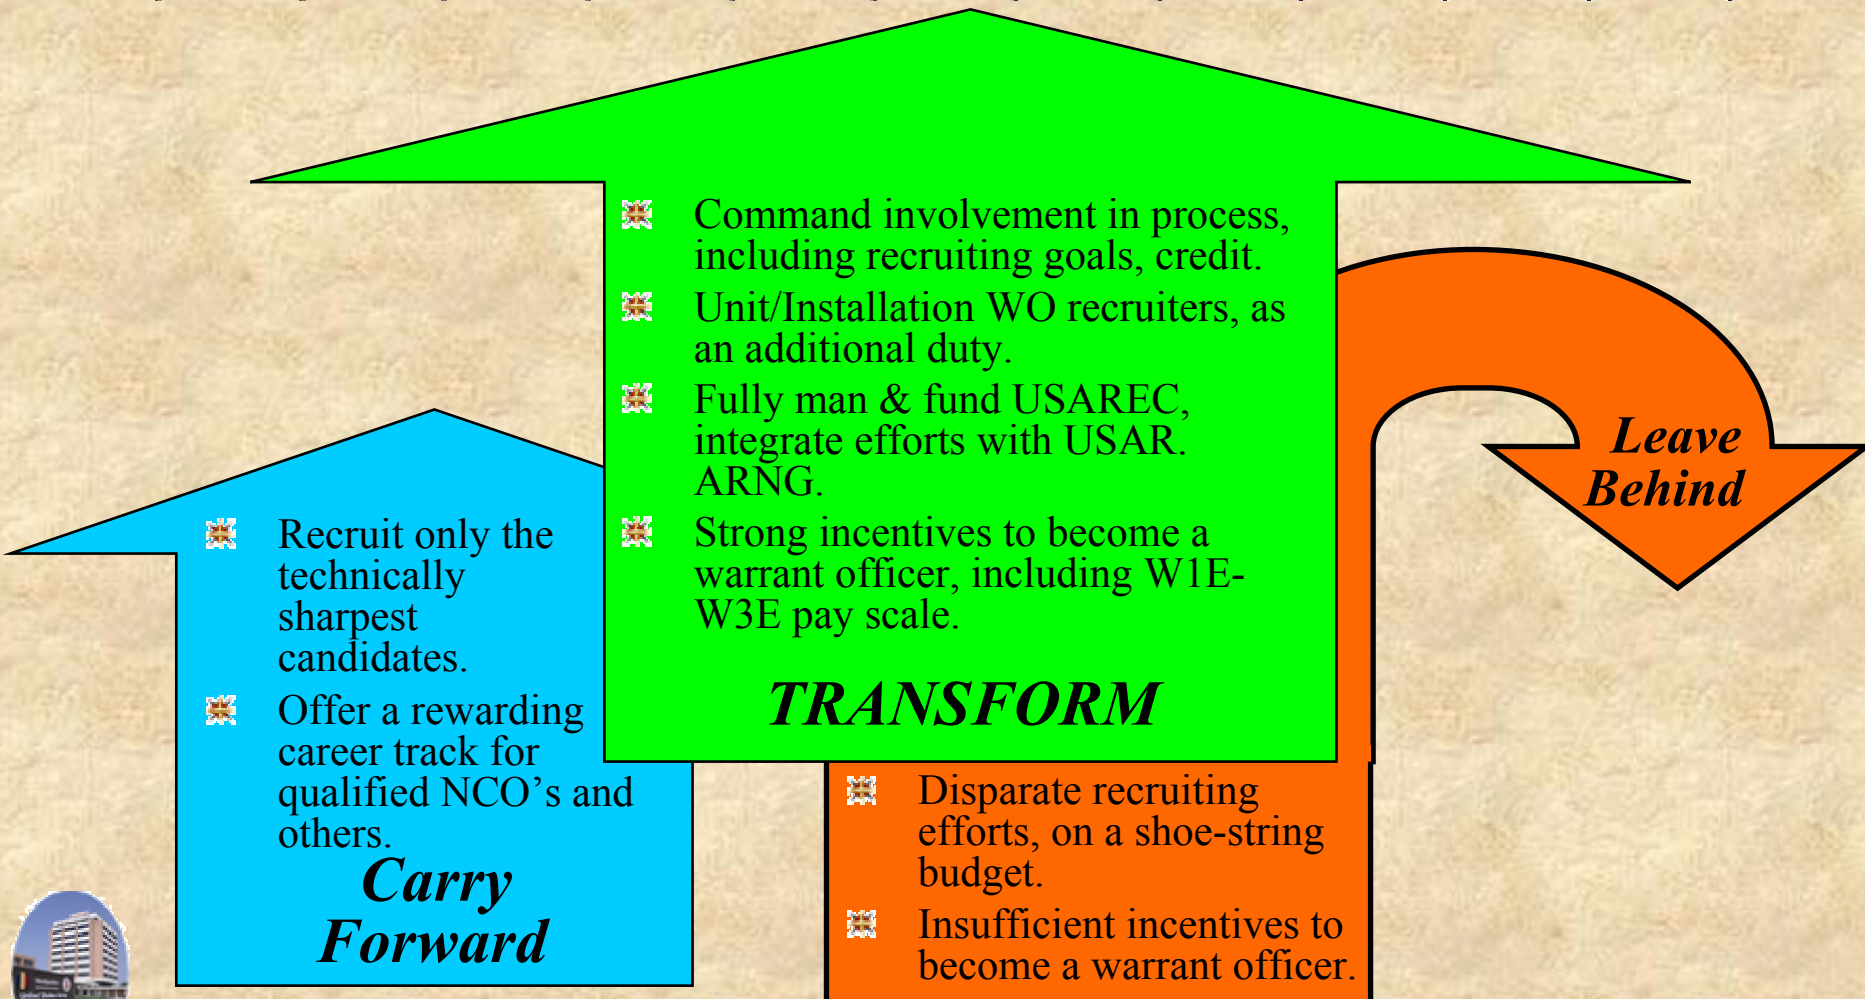 Command involvement in process,
including recruiting goals, credit.
Unit/Installation WO recruiters, as
an additional duty.
Fully man & fund USAREC,
integrate efforts with USAR.
ARNG.
Strong incentives to become a
warrant officer, including W1E-
W3E pay scale.
TRANSFORM
Recruit only the
technically
sharpest
candidates.
Offer a rewarding
career track for
qualified NCO’s and
others.
Carry
Forward
Leave
Behind
Disparate recruiting
efforts, on a shoe-string
budget.
Insufficient incentives to
become a warrant officer.